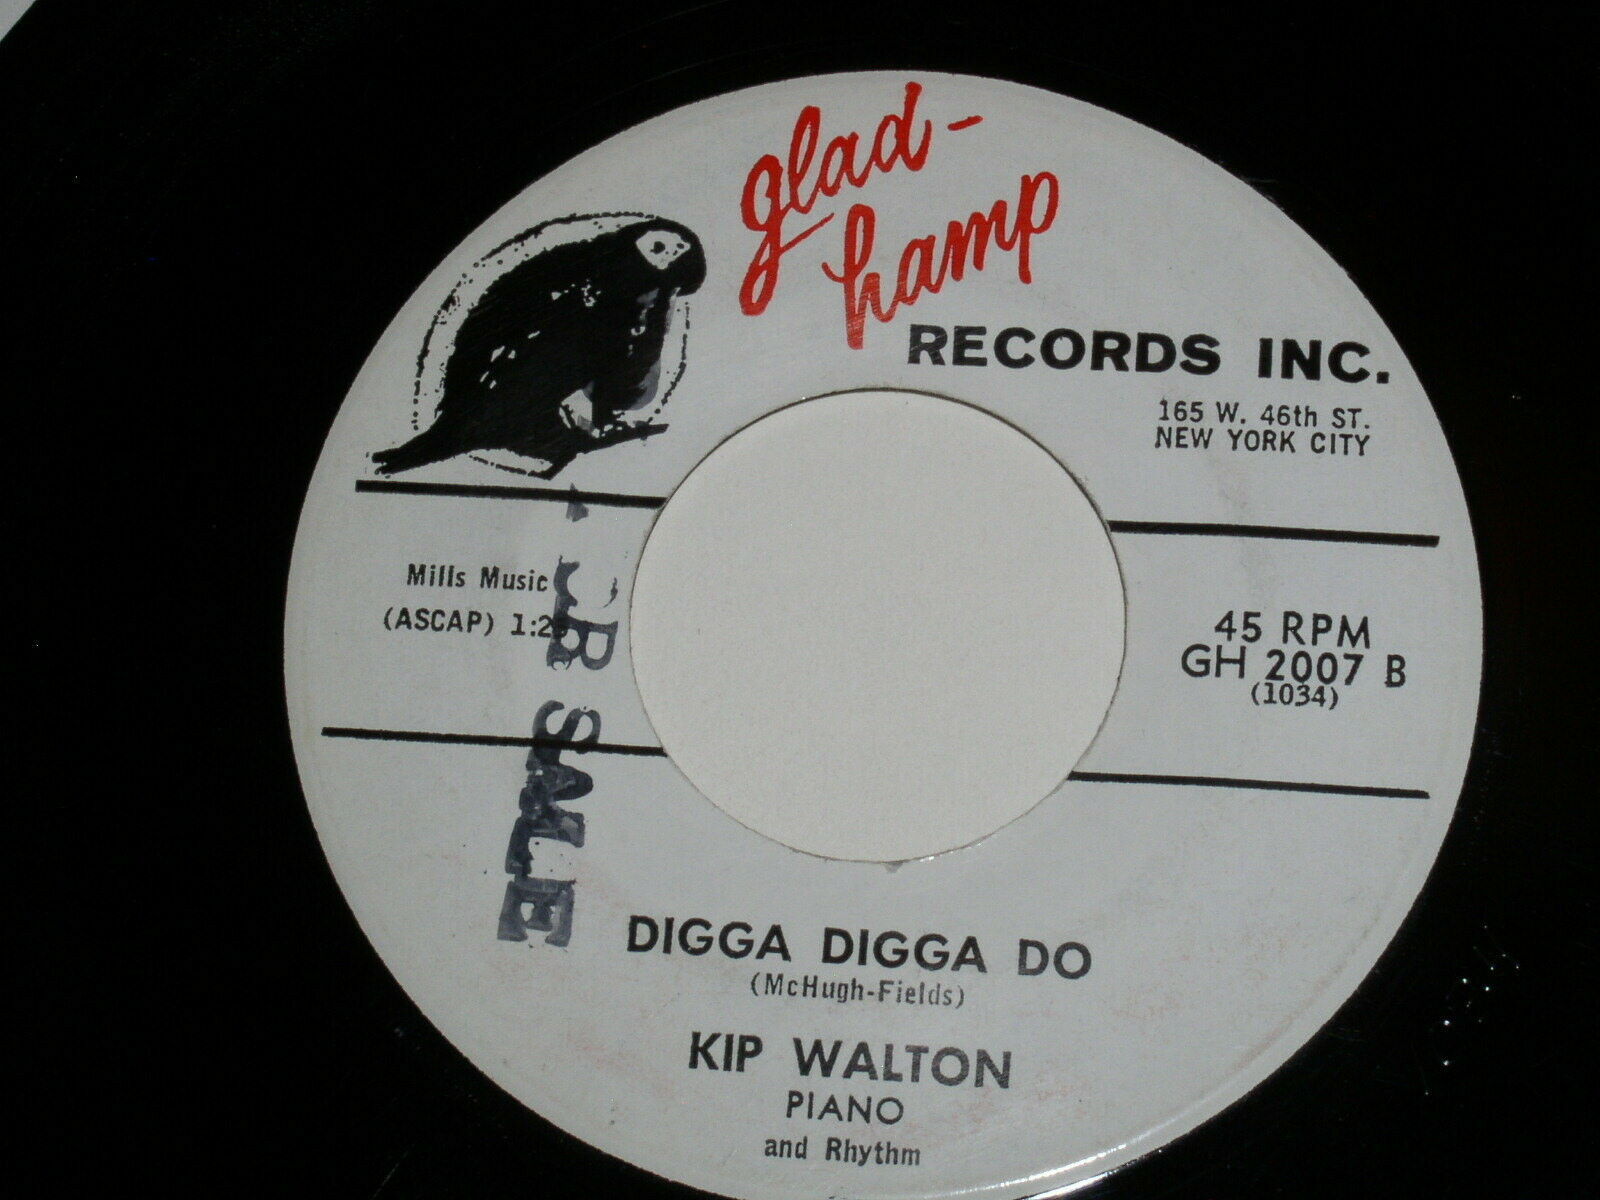 glad-
hamp
RECORDS INC.
165 W. 46th ST.
NEW YORK CITY
Mills Music
(ASCAP)
45 RPM
GH 2007 B
(1034)
SALE
DIGGA DIGGA DO
(McHugh-Fields)
KIP WALTON
PIANO
and Rhythm